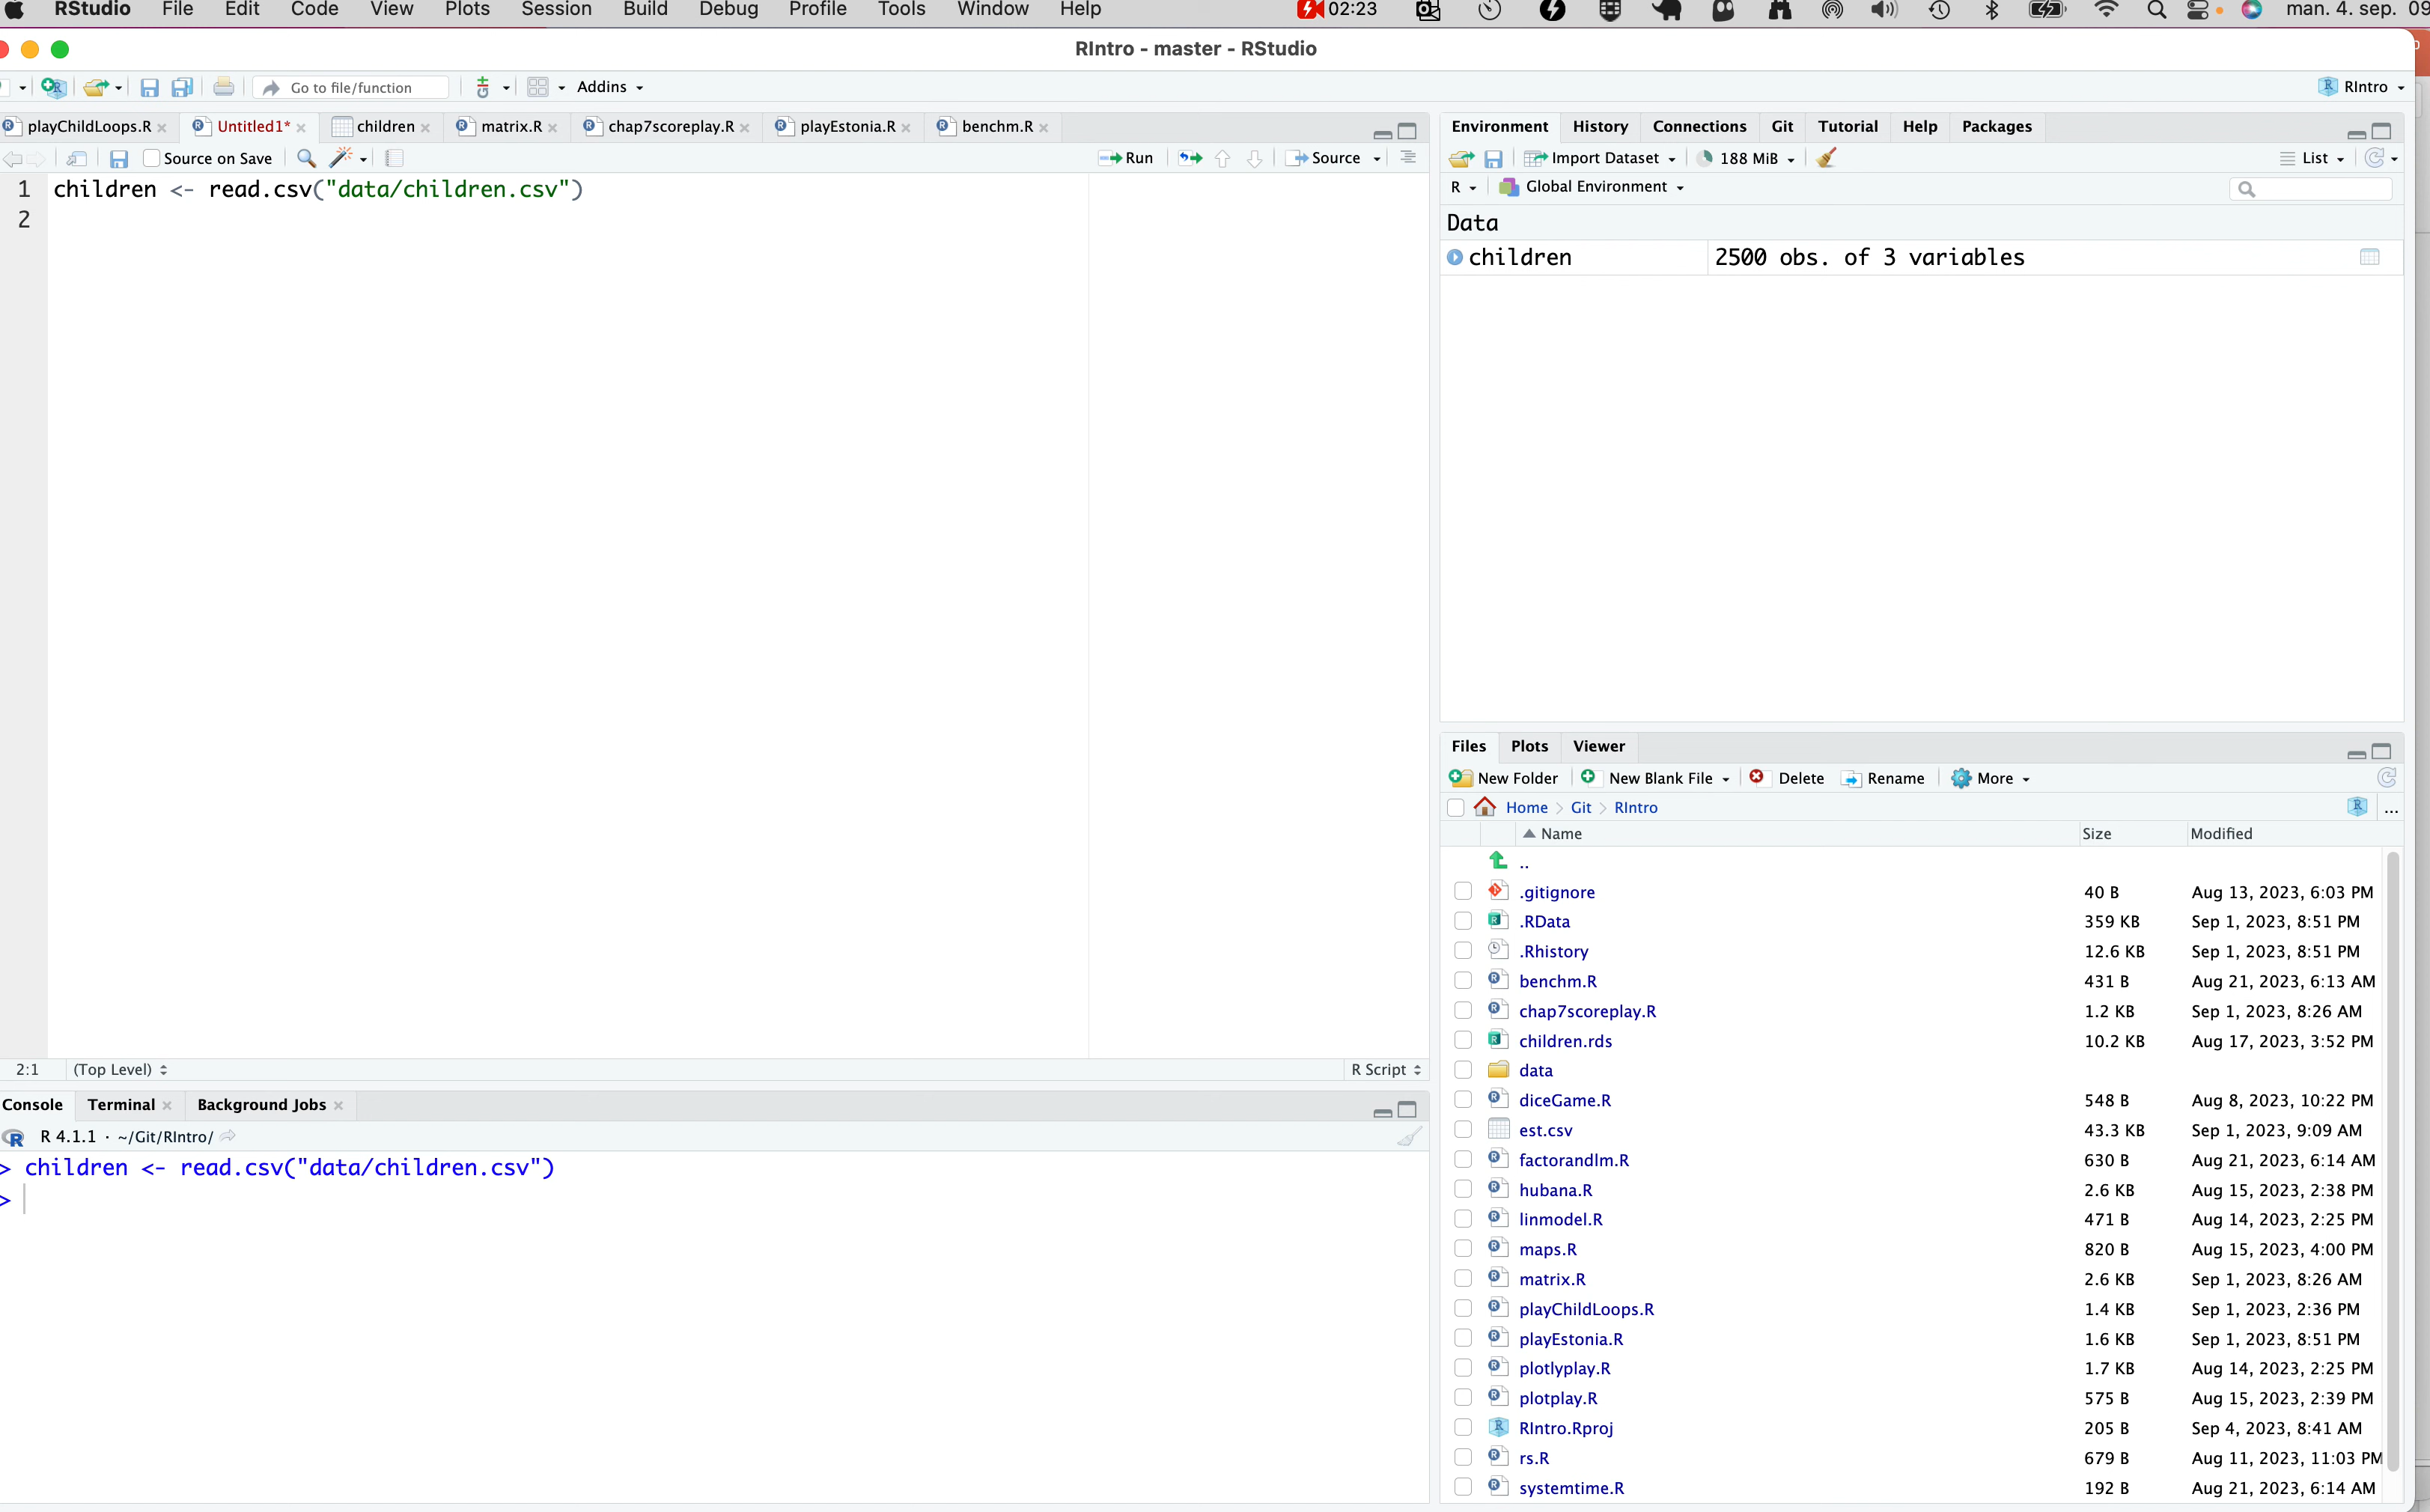 RStudio File Edit Code View Plots Session Build Debug Profile Tools Window Help 02:23 man. 4. sep. 09
RIntro - master - RStudio
Go to file/function Addins RIntro
playChildLoops.R Untitled1* children matrix.R chap7scoreplay.R playEstonia.R benchm.R
Source on Save Run Source
1 children <- read.csv("data/children.csv")
2
2:1 (Top Level) R Script
Console Terminal Background Jobs
R 4.1.1 · ~/Git/RIntro/
> children <- read.csv("data/children.csv")
>
Environment History Connections Git Tutorial Help Packages
Import Dataset 188 MiB List
R Global Environment
Data
children 2500 obs. of 3 variables
Files Plots Viewer
New Folder New Blank File Delete Rename More
Home Git RIntro ...
Name Size Modified
..
.gitignore 40 B Aug 13, 2023, 6:03 PM
.RData 359 KB Sep 1, 2023, 8:51 PM
.Rhistory 12.6 KB Sep 1, 2023, 8:51 PM
benchm.R 431 B Aug 21, 2023, 6:13 AM
chap7scoreplay.R 1.2 KB Sep 1, 2023, 8:26 AM
children.rds 10.2 KB Aug 17, 2023, 3:52 PM
data
diceGame.R 548 B Aug 8, 2023, 10:22 PM
est.csv 43.3 KB Sep 1, 2023, 9:09 AM
factorandlm.R 630 B Aug 21, 2023, 6:14 AM
hubana.R 2.6 KB Aug 15, 2023, 2:38 PM
linmodel.R 471 B Aug 14, 2023, 2:25 PM
maps.R 820 B Aug 15, 2023, 4:00 PM
matrix.R 2.6 KB Sep 1, 2023, 8:26 AM
playChildLoops.R 1.4 KB Sep 1, 2023, 2:36 PM
playEstonia.R 1.6 KB Sep 1, 2023, 8:51 PM
plotlyplay.R 1.7 KB Aug 14, 2023, 2:25 PM
plotplay.R 575 B Aug 15, 2023, 2:39 PM
RIntro.Rproj 205 B Sep 4, 2023, 8:41 AM
rs.R 679 B Aug 11, 2023, 11:03 PM
systemtime.R 192 B Aug 21, 2023, 6:14 AM